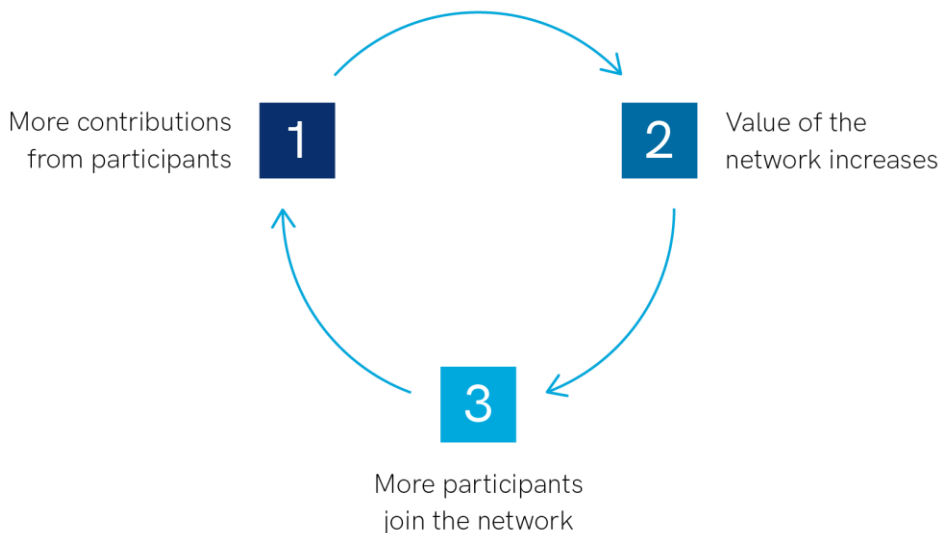 More contributions
from participants
1
2
Value of the
network increases
3
More participants
join the network